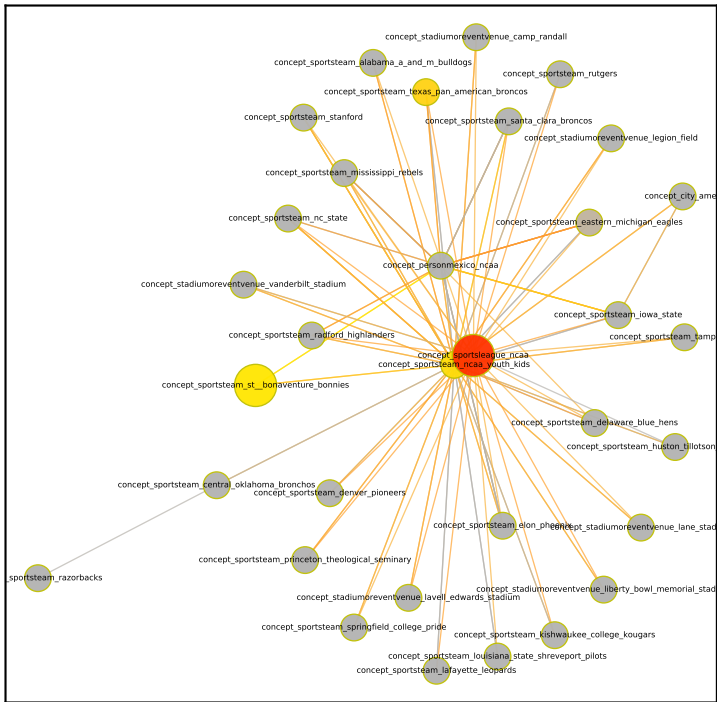 concept_stadiumoreventvenue_camp_randall
concept_sportsteam_alabama_a_and_m_bulldogs
concept_sportsteam_rutgers
concept_sportsteam_texas_pan_american_broncos
concept_sportsteam_stanford
concept_sportsteam_santa_clara_broncos
concept_stadiumoreventvenue_legion_field
concept_sportsteam_mississippi_rebels
concept_city_ame
concept_sportsteam_nc_state
concept_sportsteam_eastern_michigan_eagles
concept_personmexico_ncaa
concept_stadiumoreventvenue_vanderbilt_stadium
concept_sportsteam_iowa_state
concept_sportsteam_radford_highlanders
concept_sportsteam_tamp
concept_sportsleague_ncaa
concept_sportsteam_ncaa_youth_kids
concept_sportsteam_st__bonaventure_bonnies
concept_sportsteam_delaware_blue_hens
concept_sportsteam_huston_tillotson
concept_sportsteam_central_oklahoma_bronchos
concept_sportsteam_denver_pioneers
concept_sportsteam_elon_phoenix
concept_stadiumoreventvenue_lane_stad
concept_sportsteam_princeton_theological_seminary
_sportsteam_razorbacks
concept_stadiumoreventvenue_liberty_bowl_memorial_stad
concept_stadiumoreventvenue_lavell_edwards_stadium
concept_sportsteam_springfield_college_pride
concept_sportsteam_kishwaukee_college_kougars
concept_sportsteam_louisiana_state_shreveport_pilots
concept_sportsteam_lafayette_leopards